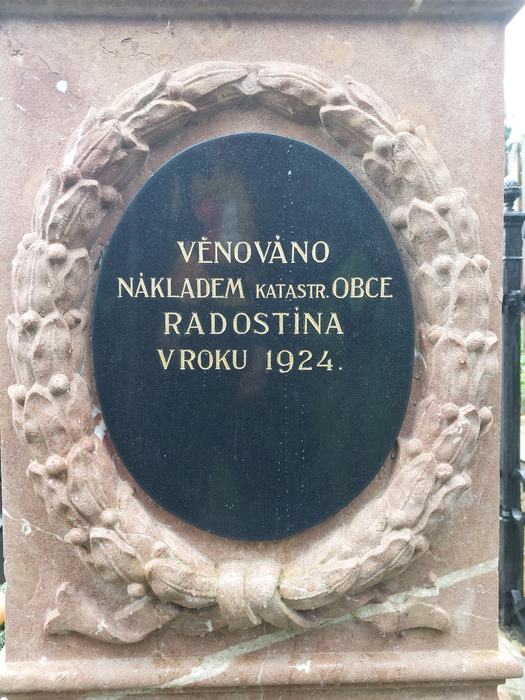 VĚNOVÁNO
NÁKLADEM KATASTR. OBCE
RADOSTÍNA
V ROKU 1924.